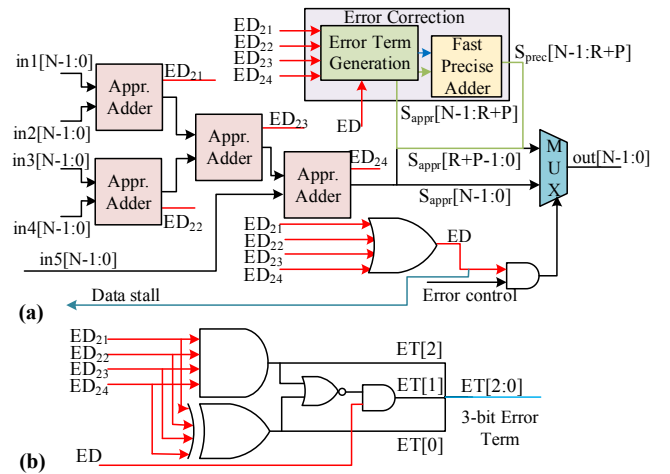 Error Correction
ED21
ED22
ED23
ED24
Error Term
Generation
Fast
Precise
Adder
Sprec[N-1:R+P]
ED
Sappr[N-1:R+P]
in1[N-1:0]
in2[N-1:0]
Appr.
Adder
ED21
in3[N-1:0]
in4[N-1:0]
Appr.
Adder
ED22
Appr.
Adder
ED23
in5[N-1:0]
Appr.
Adder
ED24
Sappr[R+P-1:0]
Sappr[N-1:0]
MUX
out[N-1:0]
ED21
ED22
ED23
ED24
ED
Data stall
Error control
(a)
ED21
ED22
ED23
ED24
ED
ET[2]
ET[1]
ET[0]
ET[2:0]
3-bit Error
Term
(b)